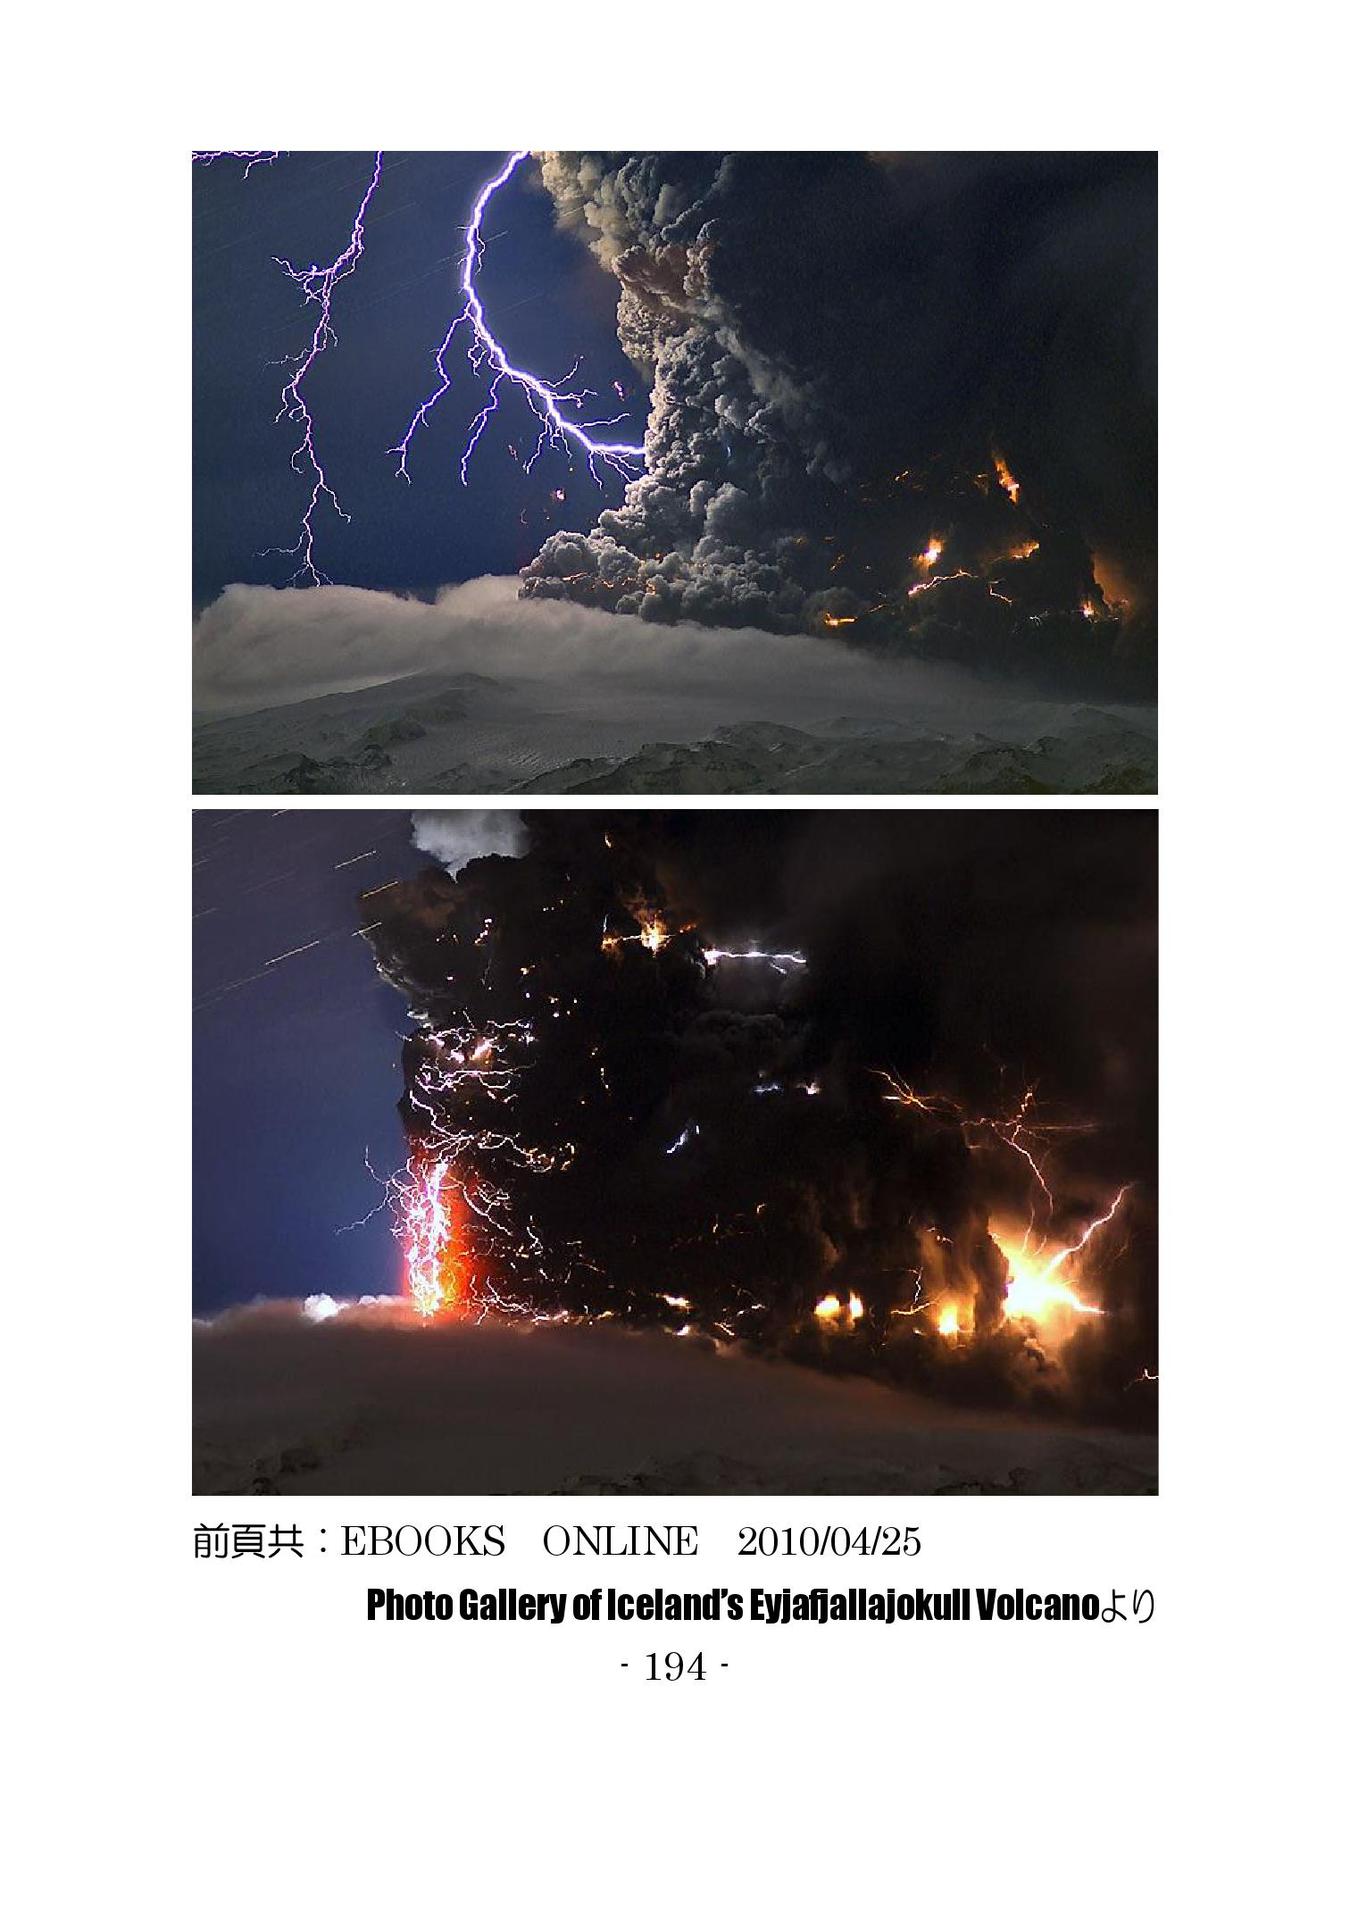 前頁共：EBOOKS　ONLINE　2010/04/25
Photo Gallery of Iceland’s Eyjafjallajokull Volcanoより
- 194 -